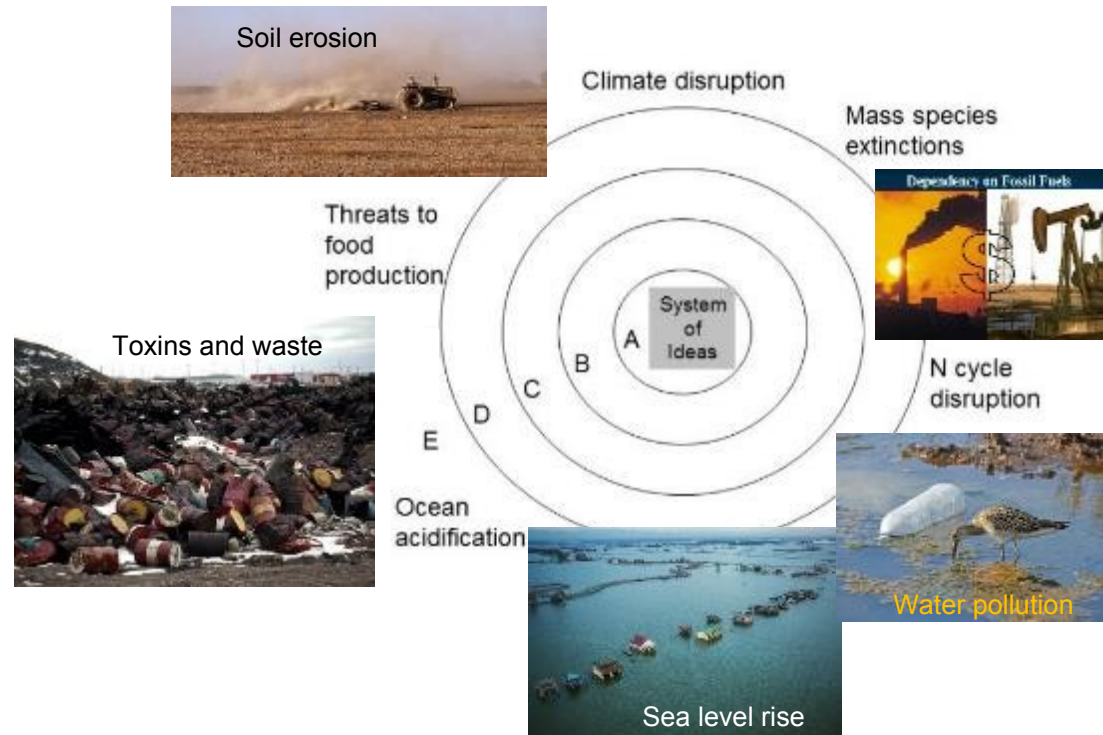 Soil erosion
Climate disruption
Mass species
extinctions
Dependency on Fossil Fuels
Threats to
food
production
System
of
Ideas
A
B
C
D
E
Toxins and waste
N cycle
disruption
Ocean
acidification
Water pollution
Sea level rise